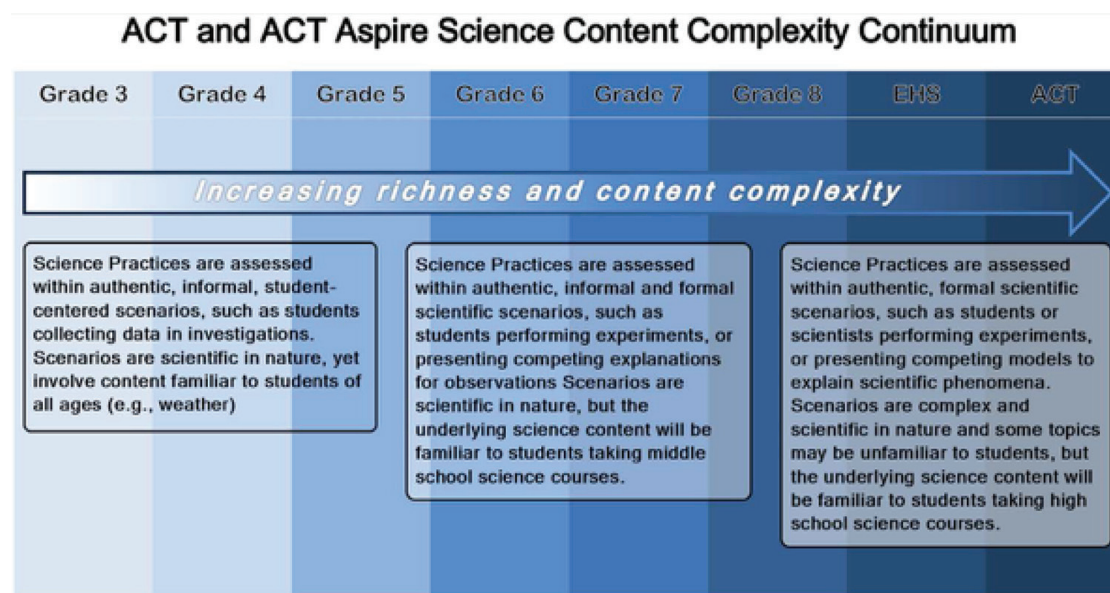 ACT and ACT Aspire Science Content Complexity Continuum
Grade 3 Grade 4 Grade 5 Grade 6 Grade 7 Grade 8 EHS ACT
Increasing richness and content complexity
Science Practices are assessed
within authentic, informal, student-
centered scenarios, such as students
collecting data in investigations.
Scenarios are scientific in nature, yet
involve content familiar to students of
all ages (e.g., weather)
Science Practices are assessed
within authentic, informal and formal
scientific scenarios, such as
students performing experiments, or
presenting competing explanations
for observations Scenarios are
scientific in nature, but the
underlying science content will be
familiar to students taking middle
school science courses.
Science Practices are assessed
within authentic, formal scientific
scenarios, such as students or
scientists performing experiments,
or presenting competing models to
explain scientific phenomena.
Scenarios are complex and
scientific in nature and some topics
may be unfamiliar to students, but
the underlying science content will
be familiar to students taking high
school science courses.